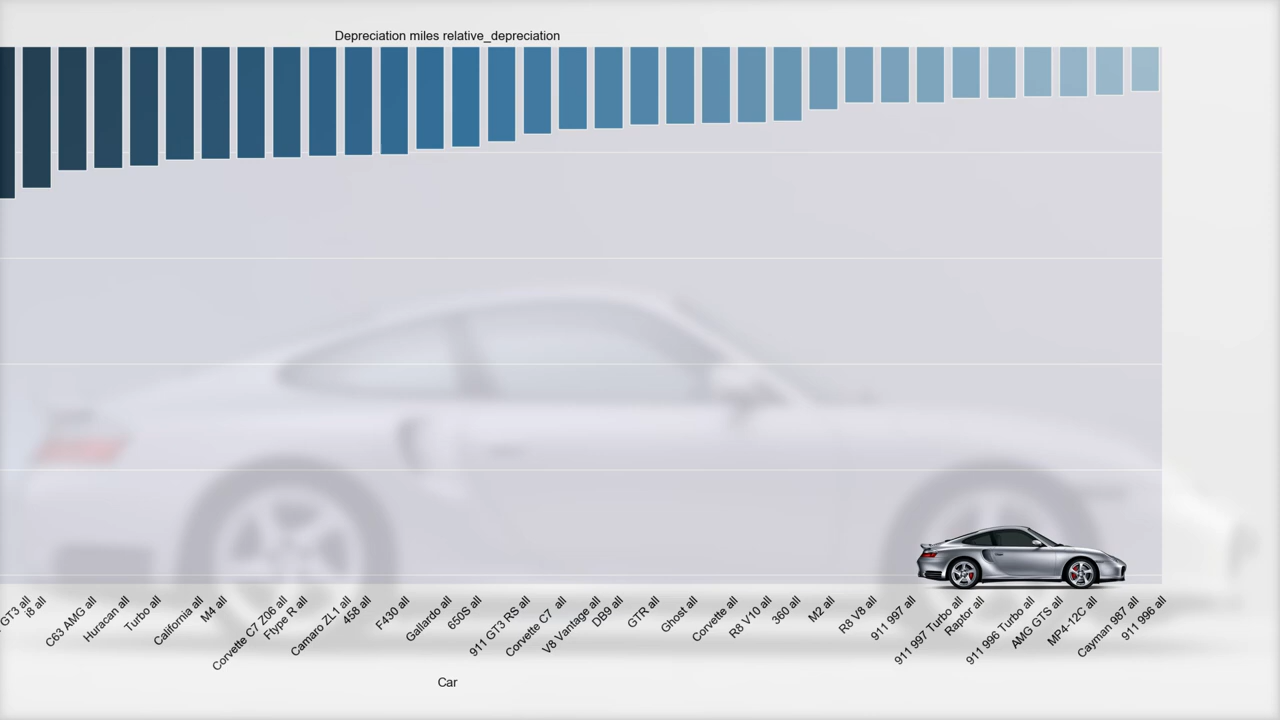 Depreciation miles relative_depreciation
GT3 all
i8 all
C63 AMG all
Huracan all
Turbo all
California all
M4 all
Corvette C7 Z06 all
Ftype R all
Camaro ZL1 all
458 all
F430 all
Gallardo all
650S all
911 GT3 RS all
Corvette C7 all
V8 Vantage all
DB9 all
GTR all
Ghost all
Corvette all
R8 V10 all
360 all
M2 all
R8 V8 all
911 997 all
911 997 Turbo all
Raptor all
911 996 Turbo all
AMG GTS all
MP4-12C all
Cayman 987 all
911 996 all
Car